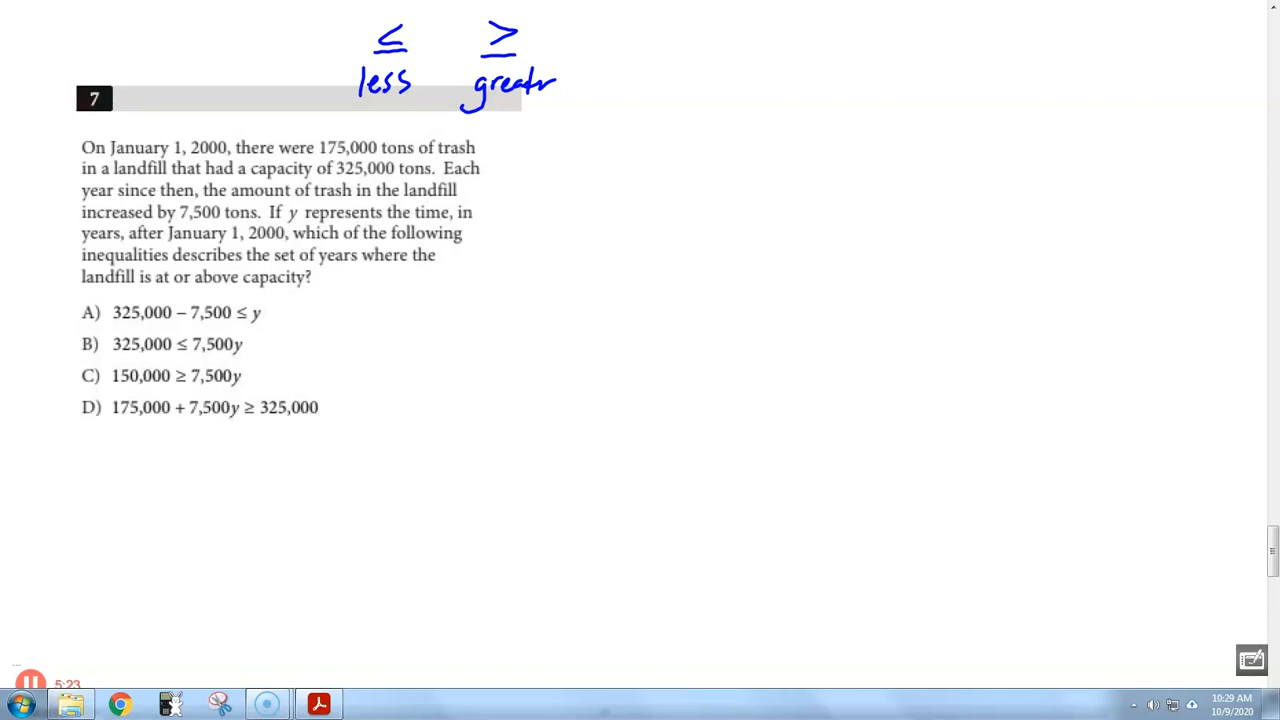 ≤ ≥
less greatr
7
On January 1, 2000, there were 175,000 tons of trash
in a landfill that had a capacity of 325,000 tons. Each
year since then, the amount of trash in the landfill
increased by 7,500 tons. If y represents the time, in
years, after January 1, 2000, which of the following
inequalities describes the set of years where the
landfill is at or above capacity?
A) 325,000 – 7,500 ≤ y
B) 325,000 ≤ 7,500y
C) 150,000 ≥ 7,500y
D) 175,000 + 7,500y ≥ 325,000
5:23
10:29 AM
10/9/2020